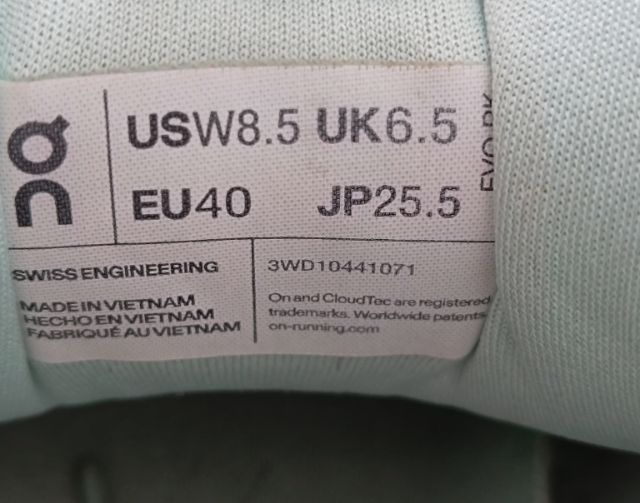 USW8.5 UK6.5
EU40 JP25.5
SWISS ENGINEERING
MADE IN VIETNAM
HECHO EN VIETNAM
FABRIQUÉ AU VIETNAM
3WD10441071
On and CloudTec are registered
trademarks. Worldwide patents
on-running.com